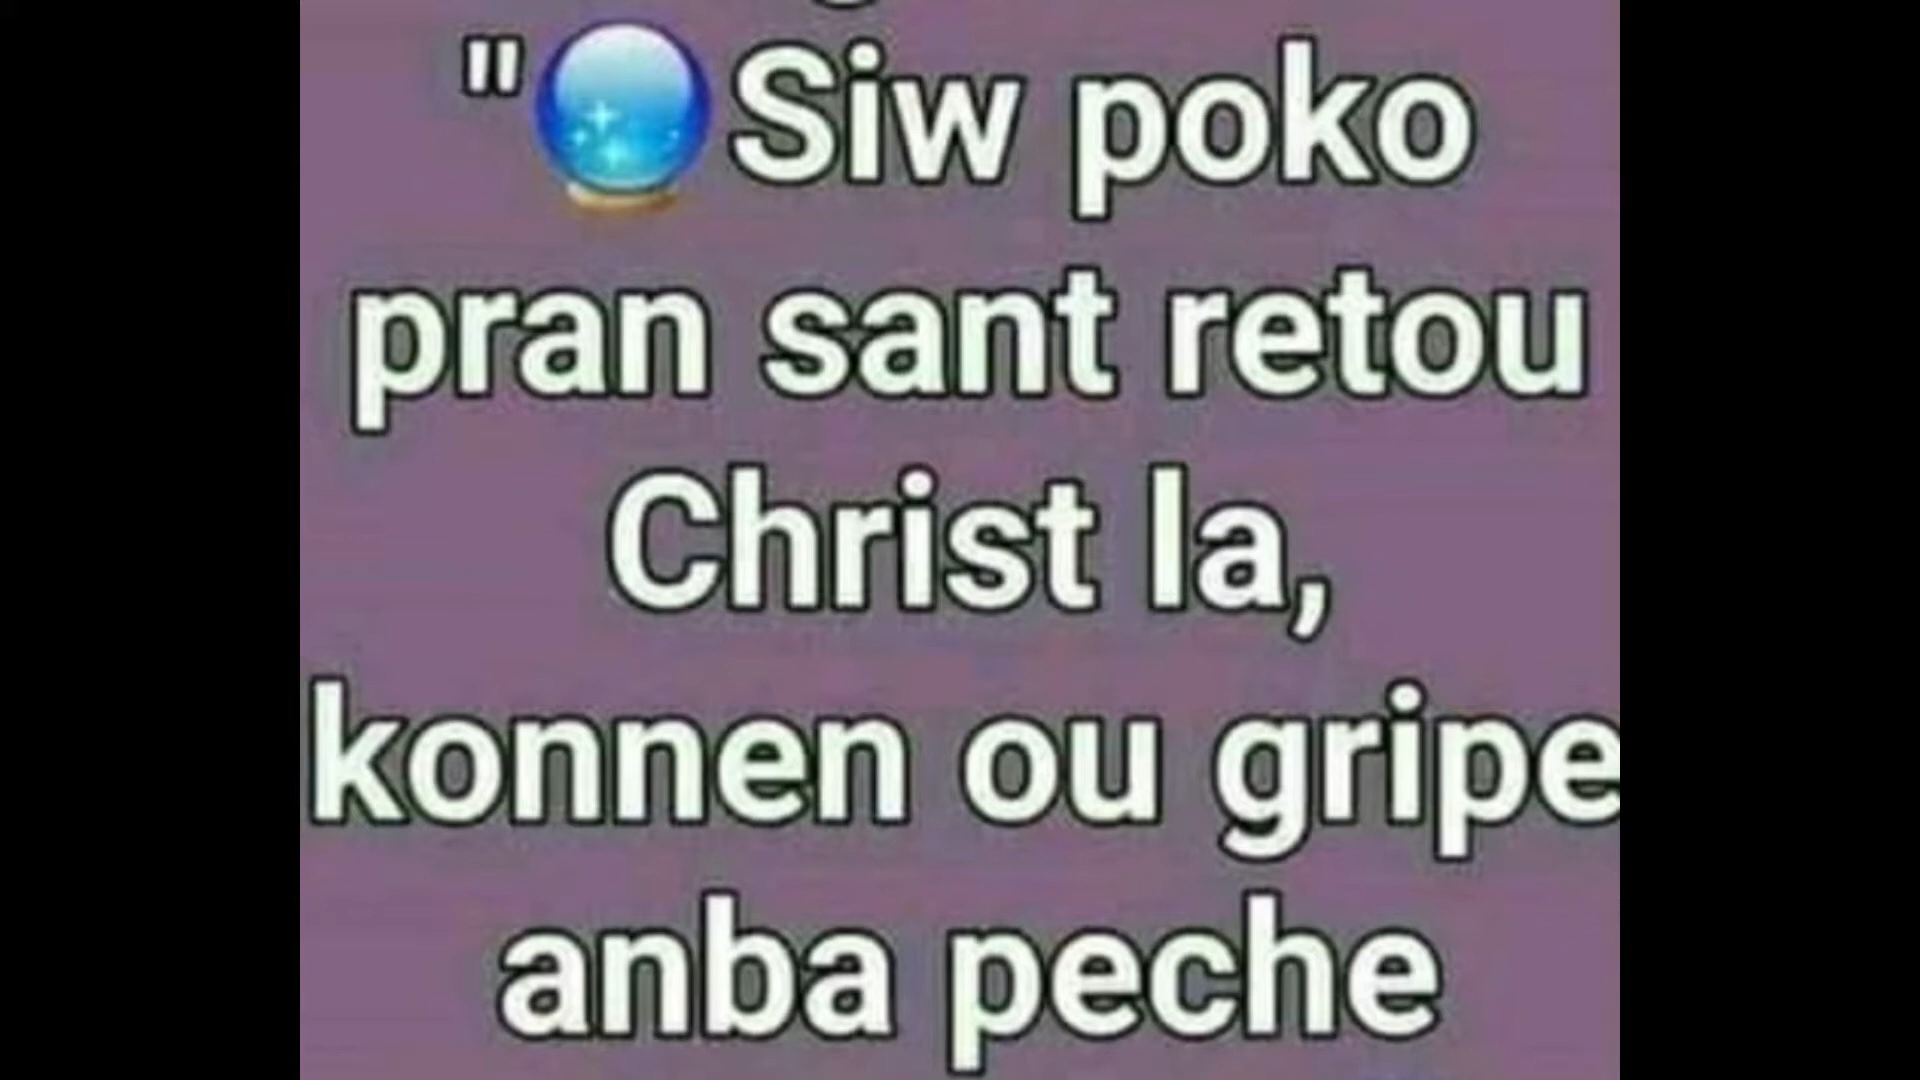 "🔮Siw poko
pran sant retou
Christ la,
konnen ou gripe
anba peche